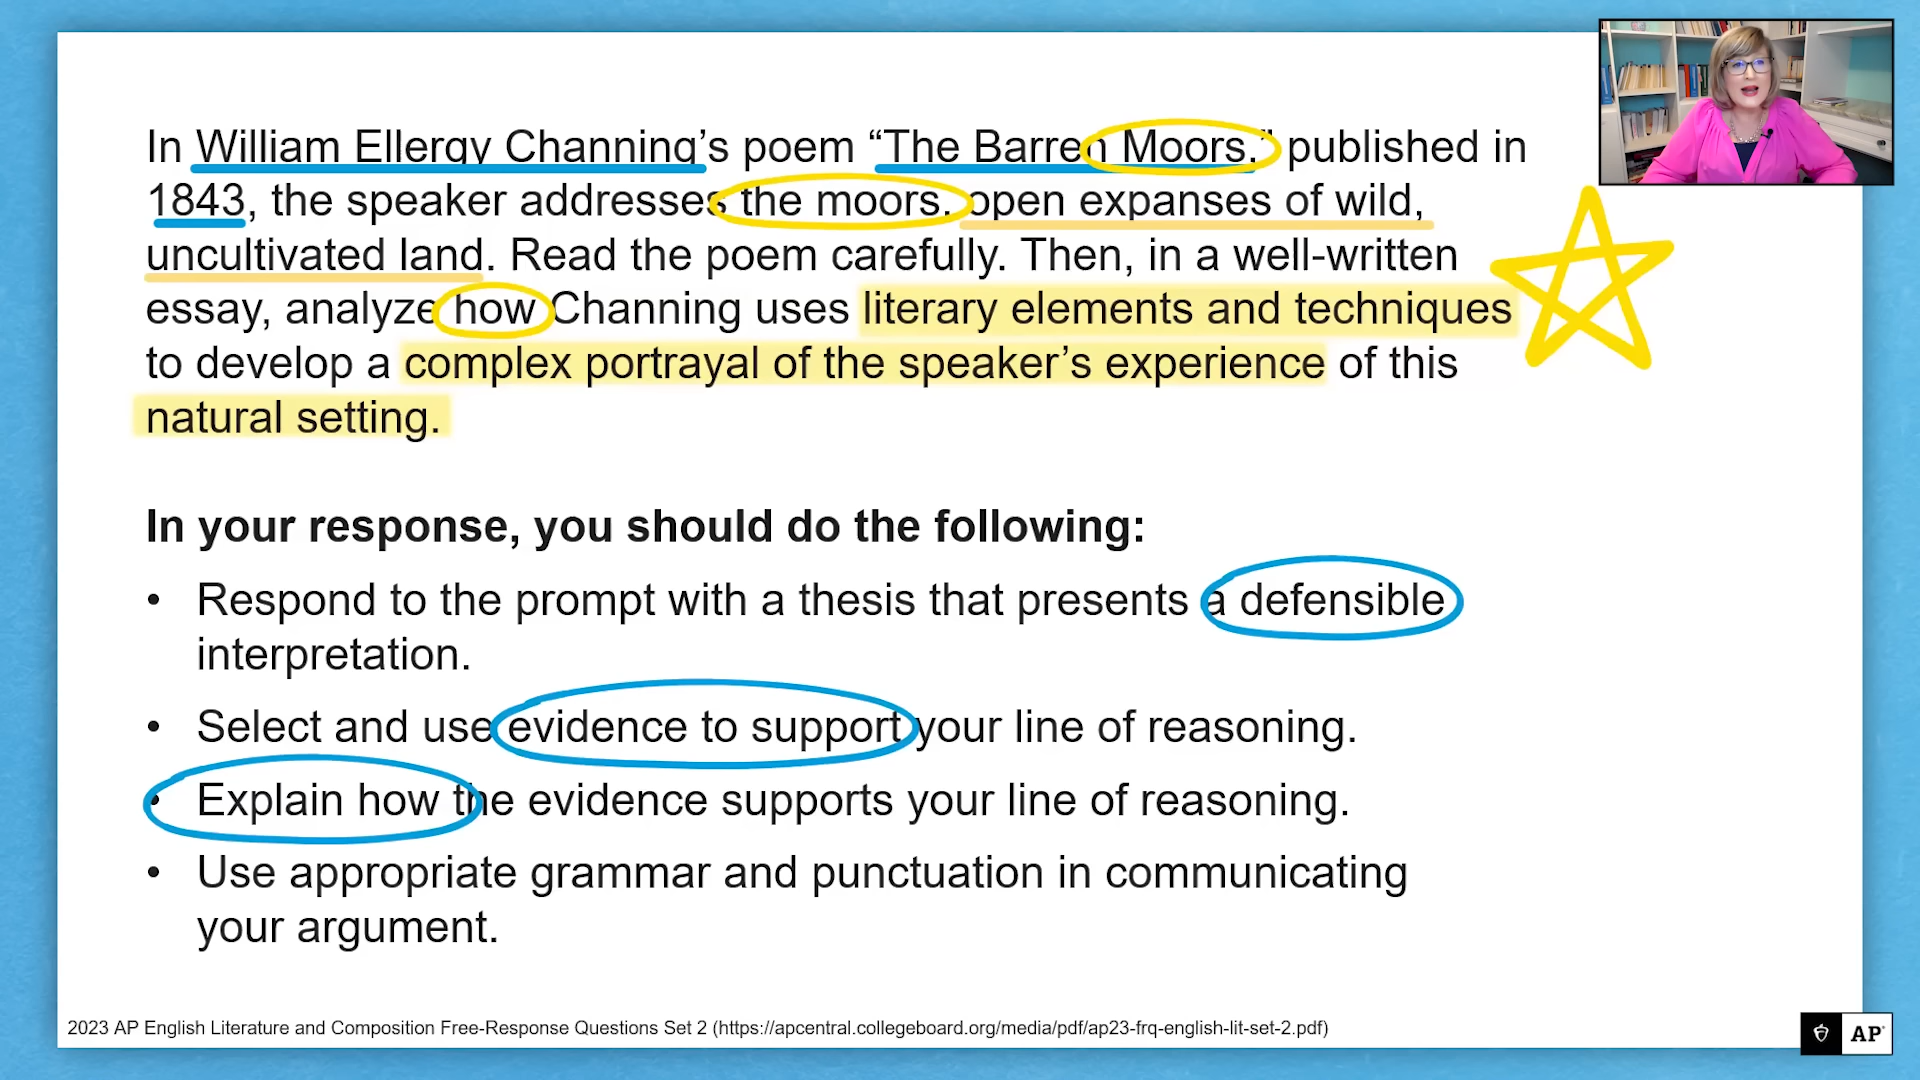 In William Ellergy Channing’s poem “The Barren Moors,” published in
1843, the speaker addresses the moors, open expanses of wild,
uncultivated land. Read the poem carefully. Then, in a well-written
essay, analyze how Channing uses literary elements and techniques
to develop a complex portrayal of the speaker’s experience of this
natural setting.
In your response, you should do the following:
• Respond to the prompt with a thesis that presents a defensible
interpretation.
• Select and use evidence to support your line of reasoning.
• Explain how the evidence supports your line of reasoning.
• Use appropriate grammar and punctuation in communicating
your argument.
2023 AP English Literature and Composition Free-Response Questions Set 2 (https://apcentral.collegeboard.org/media/pdf/ap23-frq-english-lit-set-2.pdf)
AP